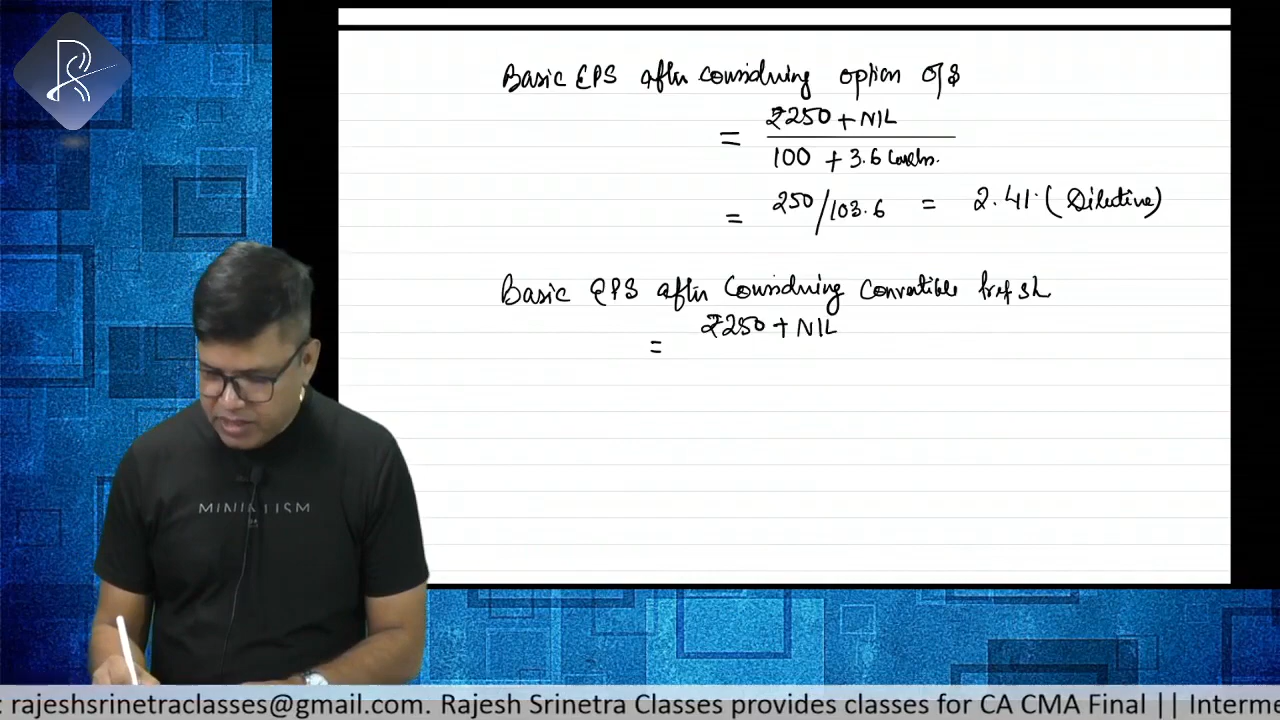 Basic EPS after considering option o/s
= ₹250 + NIL
100 + 3.6 
= 250/103.6 = 2.41 (Dilutive)
Basic EPS after Considering Convertible Pref sh
= ₹250 + NIL
MINIMLISM
: rajeshsrinetraclasses@gmail.com. Rajesh Srinetra Classes provides classes for CA CMA Final || Interme